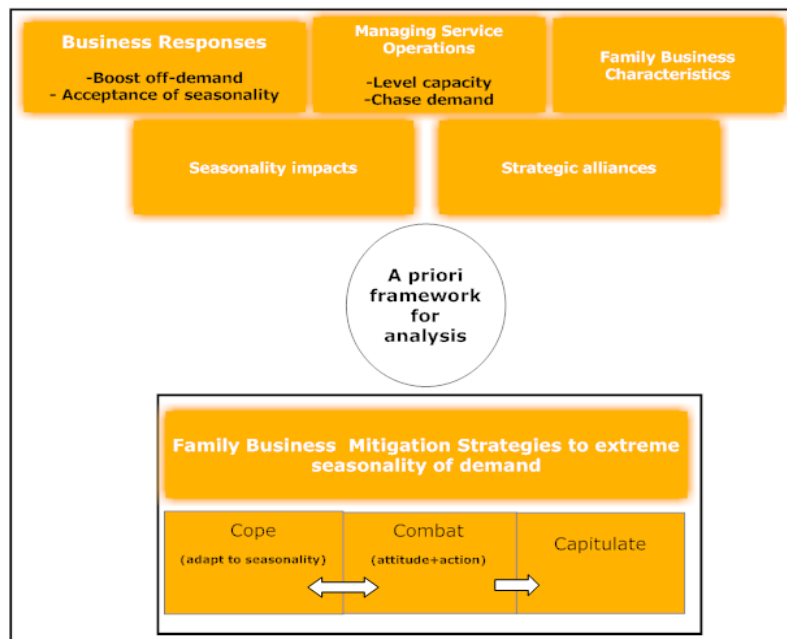 Business Responses
-Boost off-demand
- Acceptance of seasonality
Managing Service
Operations
-Level capacity
-Chase demand
Family Business
Characteristics
Seasonality impacts
Strategic alliances
A priori
framework
for
analysis
Family Business  Mitigation Strategies to extreme
seasonality of demand
Cope
(adapt to seasonality)
Combat
(attitude+action)
Capitulate